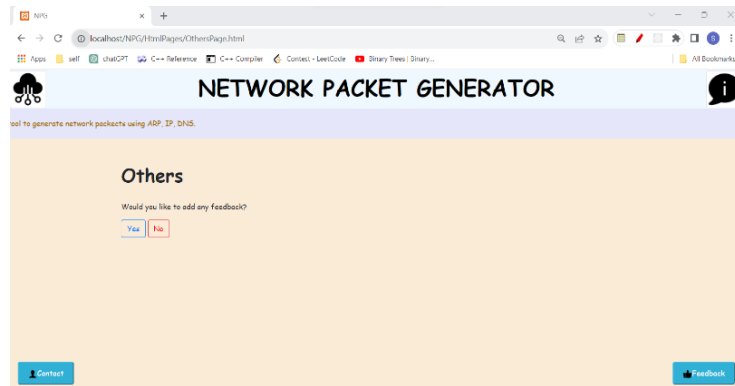 NPG
localhost/NPG/HtmlPages/OthersPage.html
S
Apps self chatGPT C++ Reference C++ Compiler Contest - LeetCode Binary Trees | Binary... All Bookmarks
NETWORK PACKET GENERATOR
i
ool to generate network packects using ARP, IP, DNS.
Others
Would you like to add any feedback?
Yes No
Contact Feedback